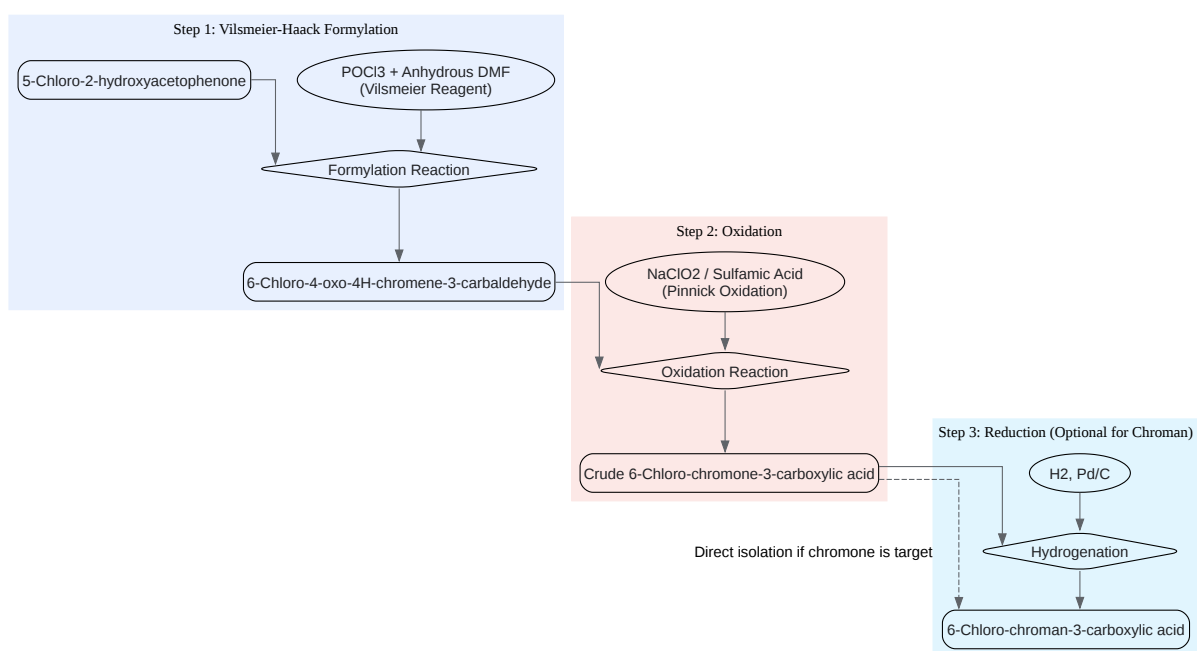 Step 1: Vilsmeier-Haack Formylation
5-Chloro-2-hydroxyacetophenone
POCl3 + Anhydrous DMF
(Vilsmeier Reagent)
Formylation Reaction
6-Chloro-4-oxo-4H-chromene-3-carbaldehyde
Step 2: Oxidation
NaClO2 / Sulfamic Acid
(Pinnick Oxidation)
Oxidation Reaction
Crude 6-Chloro-chromone-3-carboxylic acid
Step 3: Reduction (Optional for Chroman)
H2, Pd/C
Direct isolation if chromone is target
Hydrogenation
6-Chloro-chroman-3-carboxylic acid